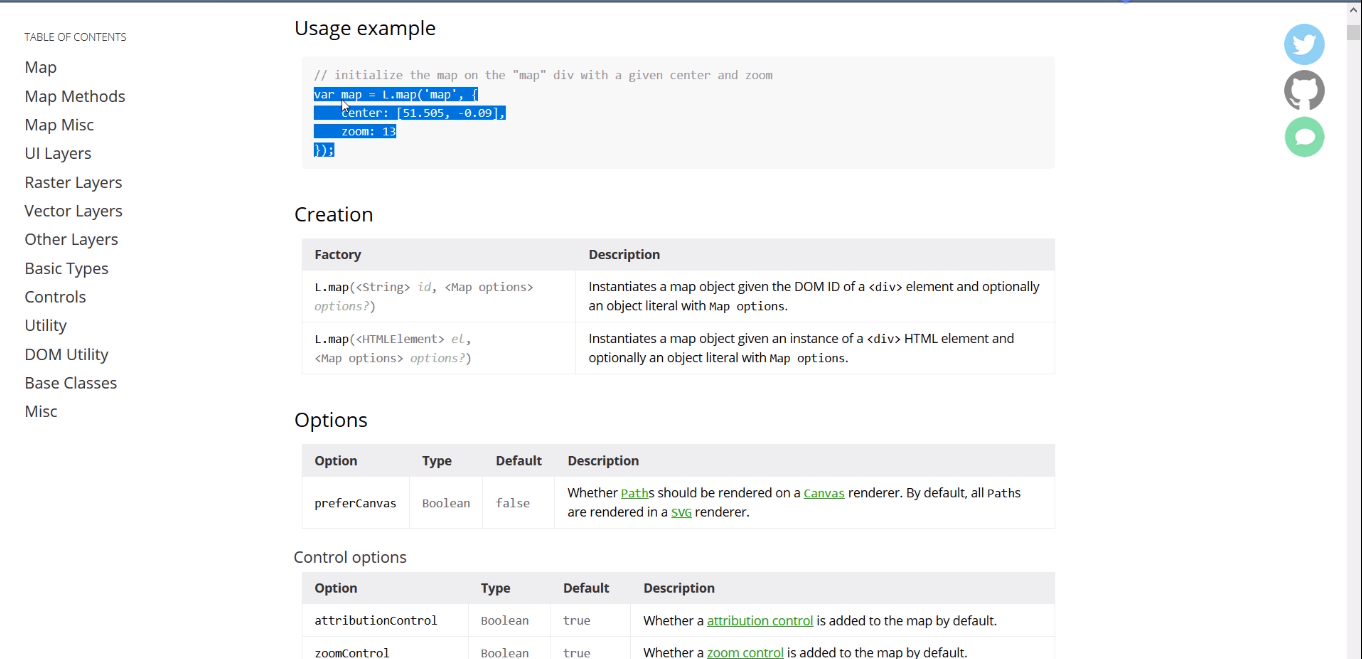 TABLE OF CONTENTS
Map
Map Methods
Map Misc
UI Layers
Raster Layers
Vector Layers
Other Layers
Basic Types
Controls
Utility
DOM Utility
Base Classes
Misc
Usage example
// initialize the map on the "map" div with a given center and zoom
var map = L.map('map', {
    center: [51.505, -0.09],
    zoom: 13
});
Creation
Factory Description
L.map(<String> id, <Map options> options?) Instantiates a map object given the DOM ID of a <div> element and optionally
an object literal with Map options.
L.map(<HTMLElement> el, <Map options> options?) Instantiates a map object given an instance of a <div> HTML element and
optionally an object literal with Map options.
Options
Option Type Default Description
preferCanvas Boolean false Whether Paths should be rendered on a Canvas renderer. By default, all Paths
are rendered in a SVG renderer.
Control options
Option Type Default Description
attributionControl Boolean true Whether a attribution control is added to the map by default.
zoomControl Boolean true Whether a zoom control is added to the map by default.